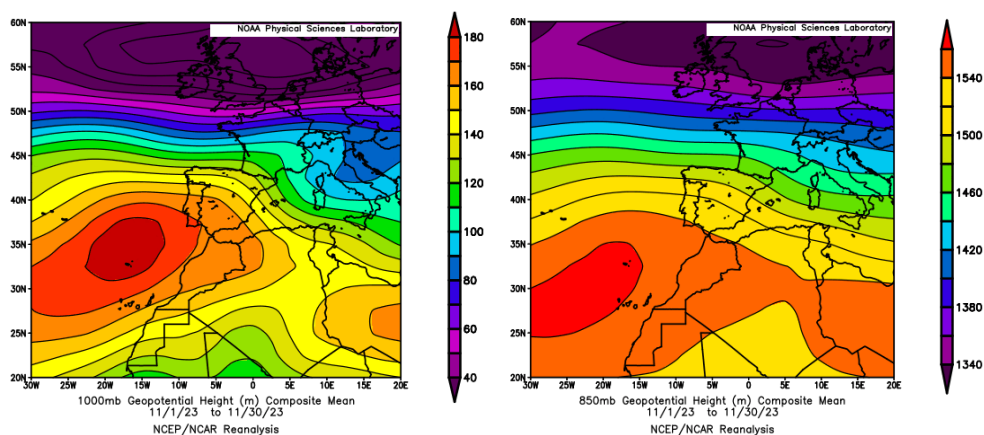 NOAA Physical Sciences Laboratory
60N
55N
50N
45N
40N
35N
30N
25N
20N
30W 25W 20W 15W 10W 5W 0 5E 10E 15E 20E
180
160
140
120
100
80
60
40
1000mb Geopotential Height (m) Composite Mean
11/1/23 to 11/30/23
NCEP/NCAR Reanalysis
NOAA Physical Sciences Laboratory
60N
55N
50N
45N
40N
35N
30N
25N
20N
30W 25W 20W 15W 10W 5W 0 5E 10E 15E 20E
1540
1500
1460
1420
1380
1340
850mb Geopotential Height (m) Composite Mean
11/1/23 to 11/30/23
NCEP/NCAR Reanalysis